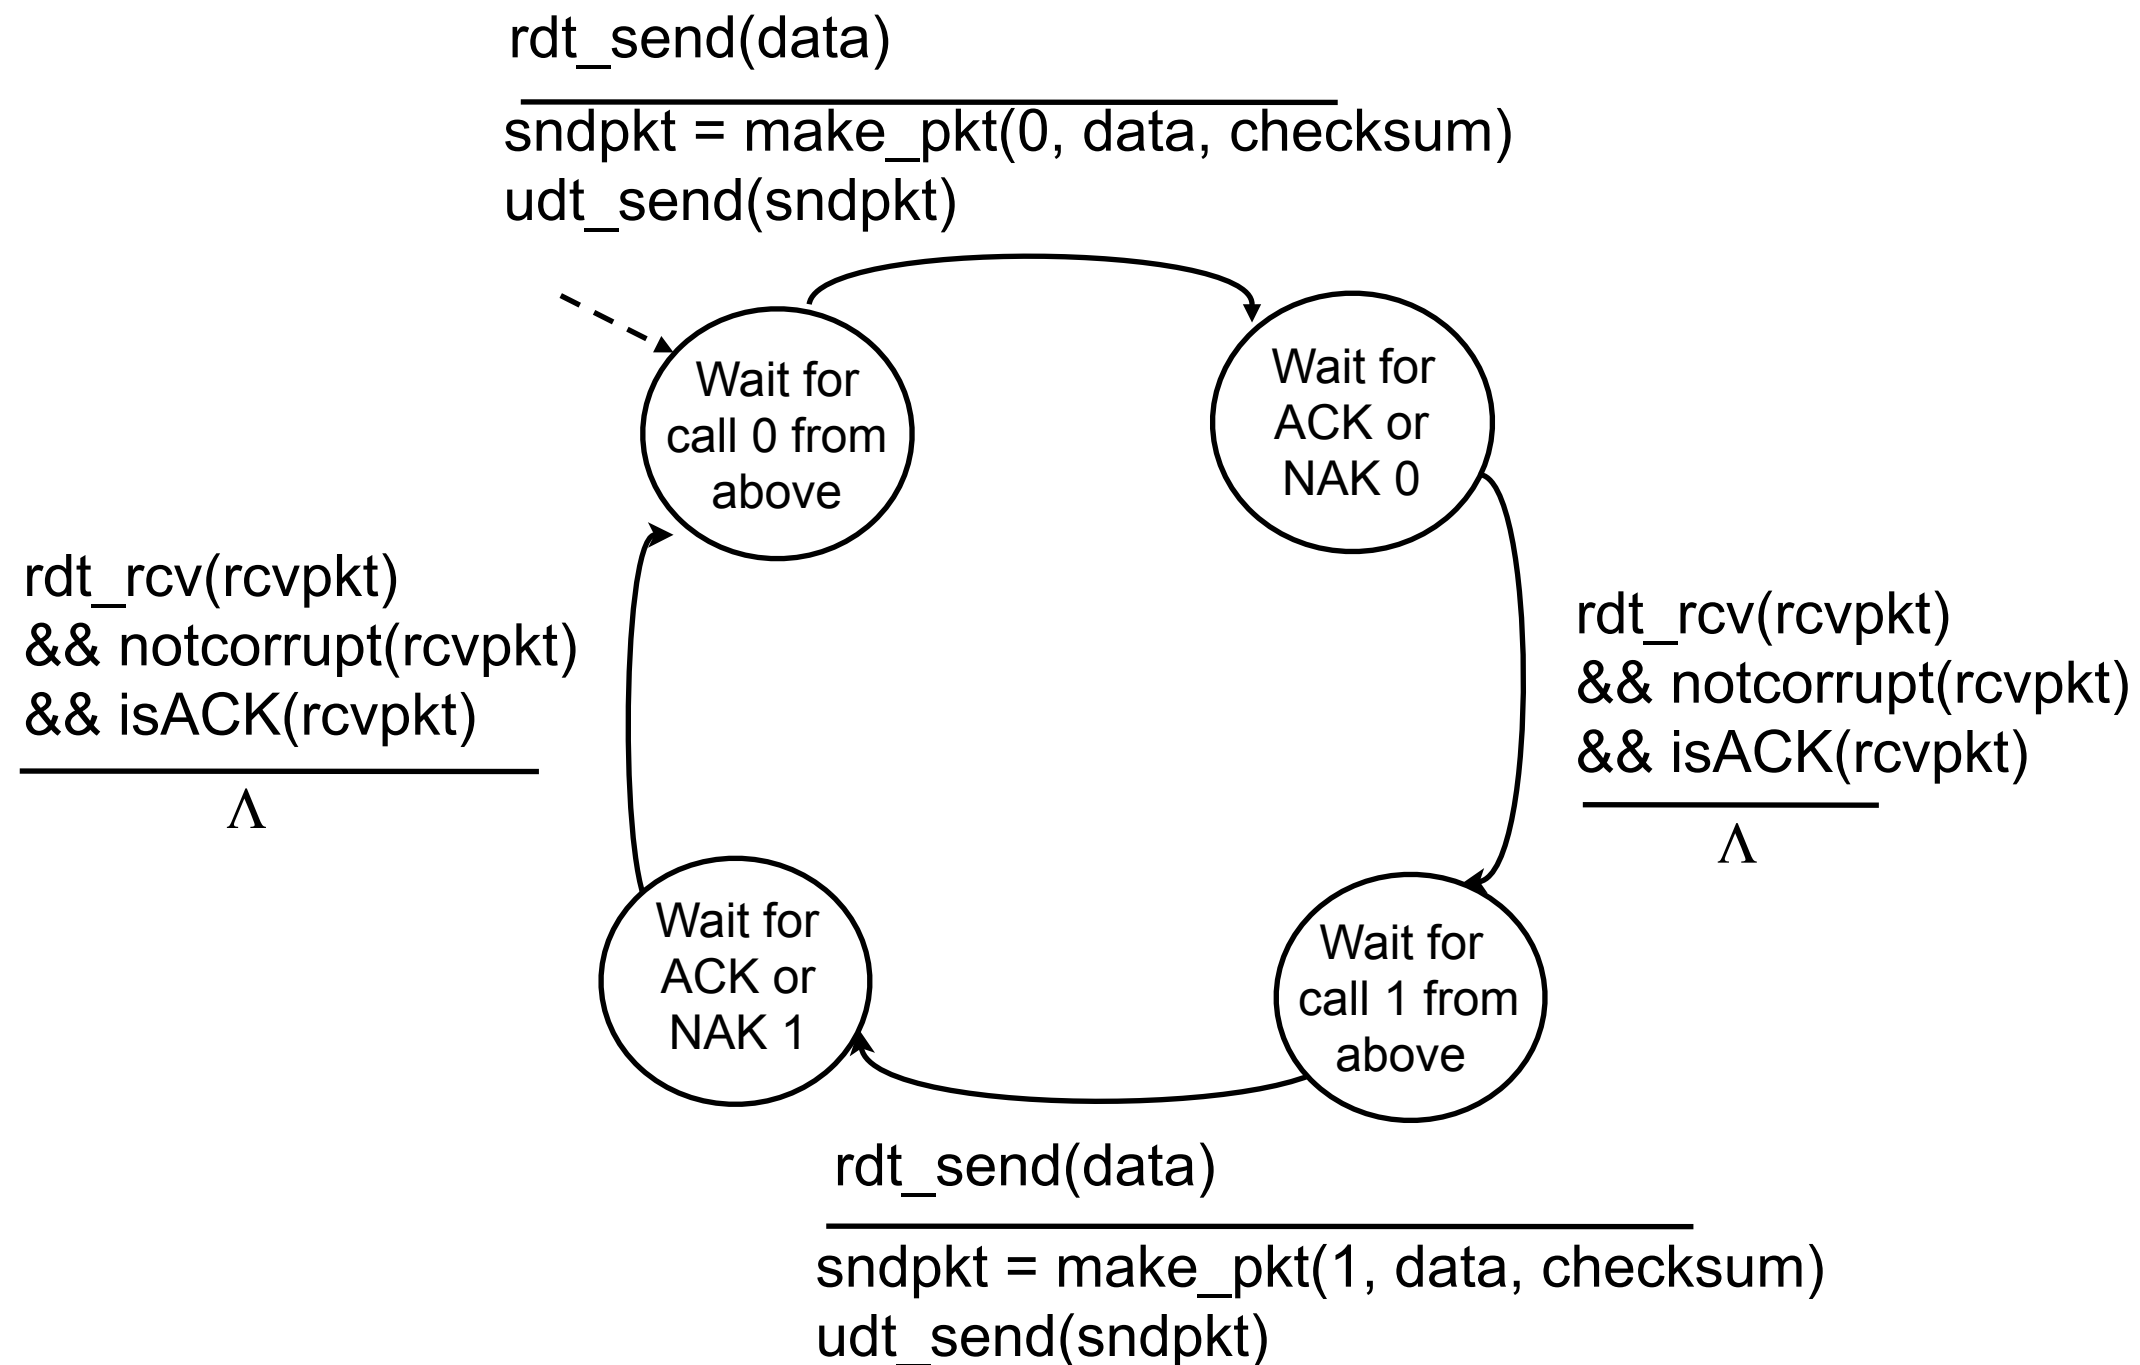 rdt_send(data)
sndpkt = make_pkt(0, data, checksum)
udt_send(sndpkt)
Wait for
call 0 from
above
Wait for
ACK or
NAK 0
rdt_rcv(rcvpkt)
&& notcorrupt(rcvpkt)
&& isACK(rcvpkt)
Λ
rdt_rcv(rcvpkt)
&& notcorrupt(rcvpkt)
&& isACK(rcvpkt)
Λ
Wait for
ACK or
NAK 1
Wait for
call 1 from
above
rdt_send(data)
sndpkt = make_pkt(1, data, checksum)
udt_send(sndpkt)